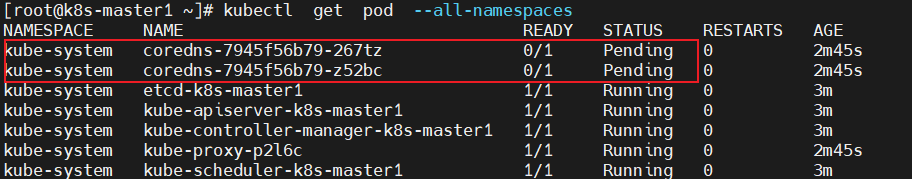 [root@k8s-master1 ~]# kubectl get pod --all-namespaces
NAMESPACE NAME READY STATUS RESTARTS AGE
kube-system coredns-7945f56b79-267tz 0/1 Pending 0 2m45s
kube-system coredns-7945f56b79-z52bc 0/1 Pending 0 2m45s
kube-system etcd-k8s-master1 1/1 Running 0 3m
kube-system kube-apiserver-k8s-master1 1/1 Running 0 3m
kube-system kube-controller-manager-k8s-master1 1/1 Running 0 3m
kube-system kube-proxy-p2l6c 1/1 Running 0 2m45s
kube-system kube-scheduler-k8s-master1 1/1 Running 0 3m